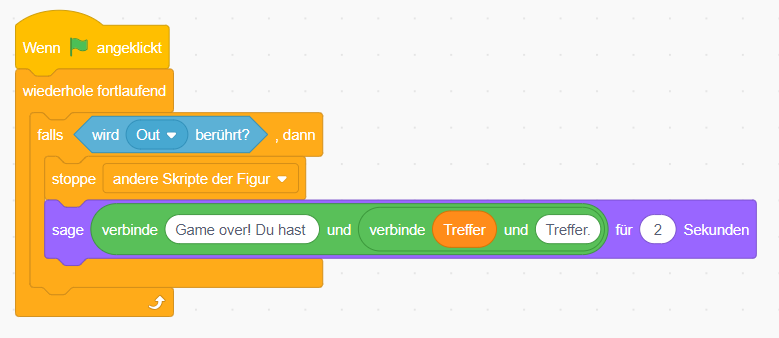 Wenn angeklickt
wiederhole fortlaufend
falls wird Out berührt? , dann
stoppe andere Skripte der Figur
sage verbinde Game over! Du hast und verbinde Treffer und Treffer. für 2 Sekunden